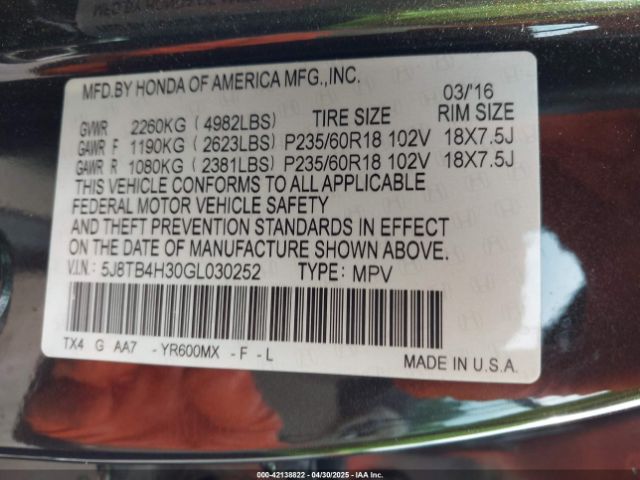 MFD. BY HONDA OF AMERICA MFG., INC. 03/'16
TIRE SIZE RIM SIZE
GVWR 2260KG (4982LBS)
GAWR F 1190KG (2623LBS) P235/60R18 102V 18X7.5J
GAWR R 1080KG (2381LBS) P235/60R18 102V 18X7.5J
THIS VEHICLE CONFORMS TO ALL APPLICABLE
FEDERAL MOTOR VEHICLE SAFETY
AND THEFT PREVENTION STANDARDS IN EFFECT
ON THE DATE OF MANUFACTURE SHOWN ABOVE.
V.I.N.: 5J8TB4H30GL030252 TYPE: MPV
TX4 G AA7 -YR600MX -F -L
MADE IN U.S.A.
000-42138822 - 04/30/2025 - IAA Inc.